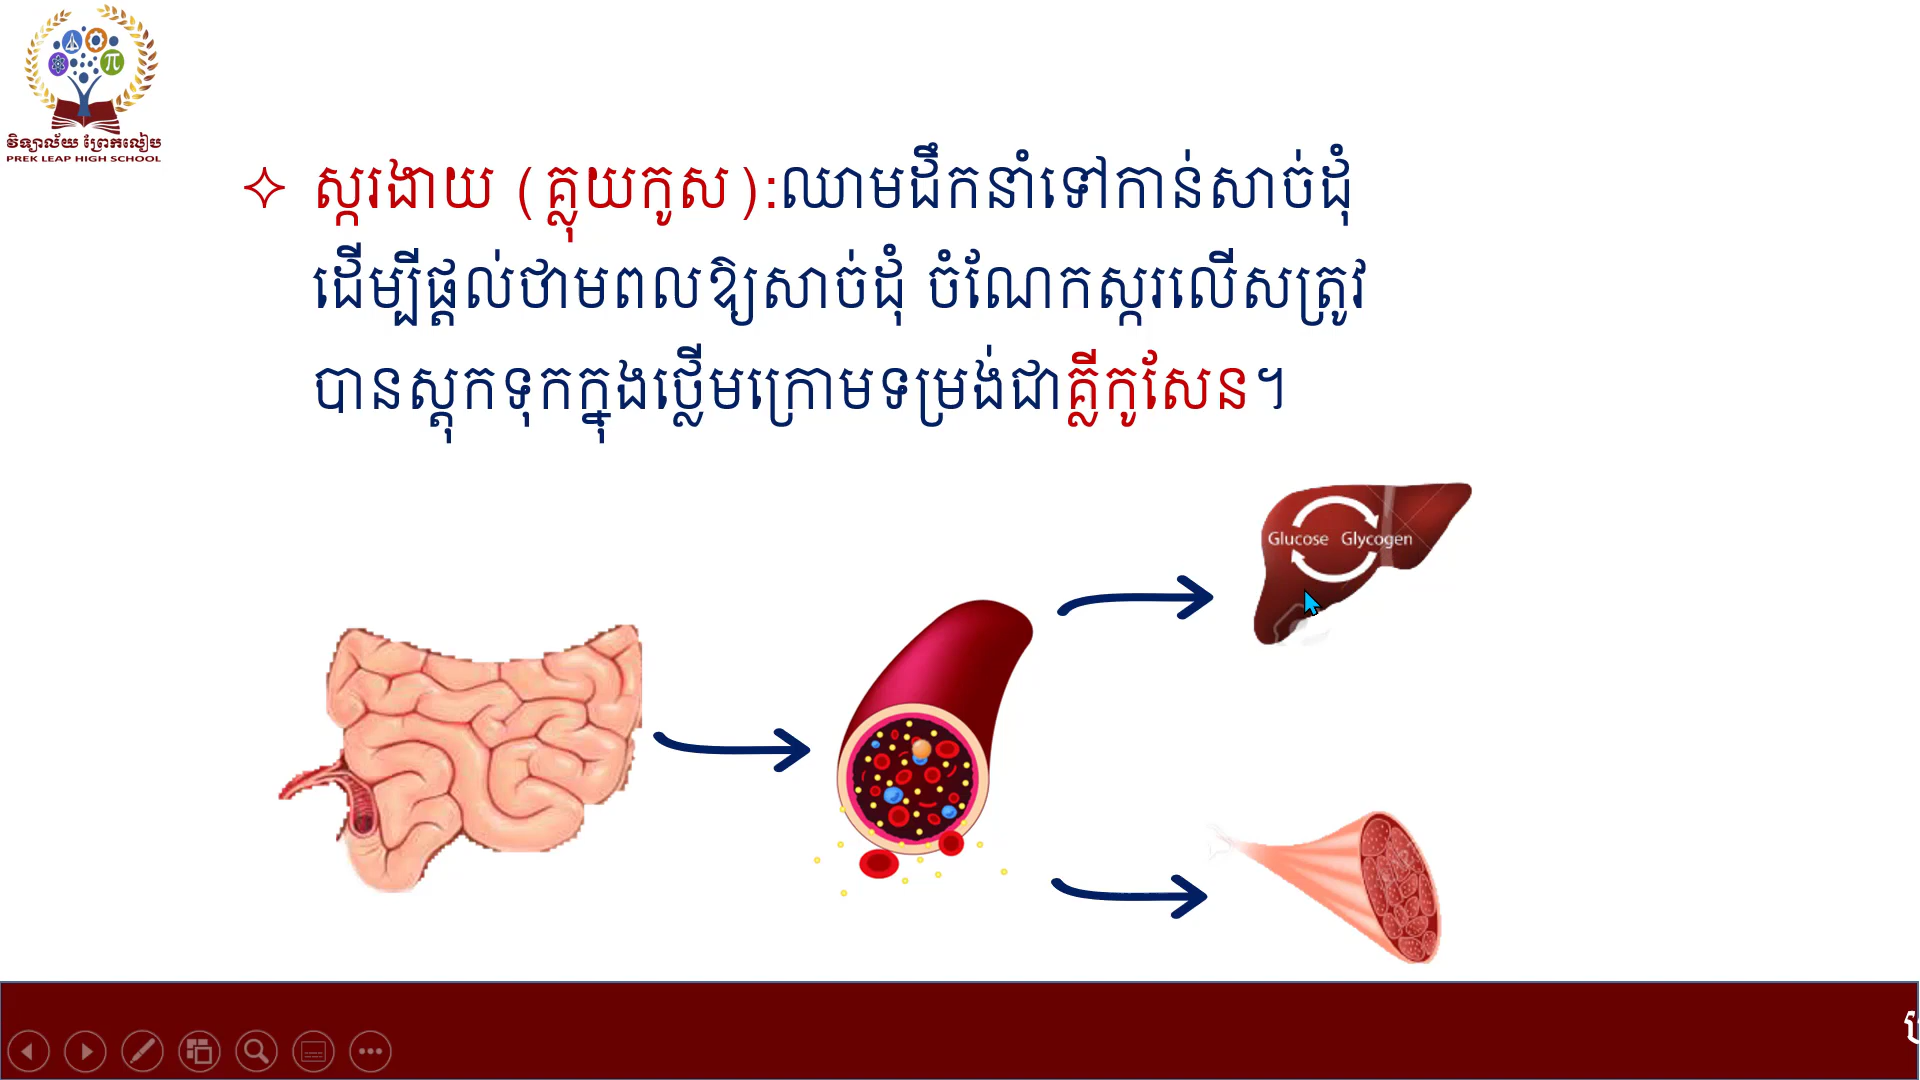 វិទ្យាល័យ ព្រែកលៀប
PREK LEAP HIGH SCHOOL
ស្ករងាយ (គ្លុយកូស):ឈាមដឹកនាំទៅកាន់សាច់ដុំ
ដើម្បីផ្តល់ថាមពលឱ្យសាច់ដុំ ចំណែកស្ករលើសត្រូវ
បានស្តុកទុកក្នុងថ្លើមក្រោមទម្រង់ជាគ្លីកូសែន។
Glucose Glycogen